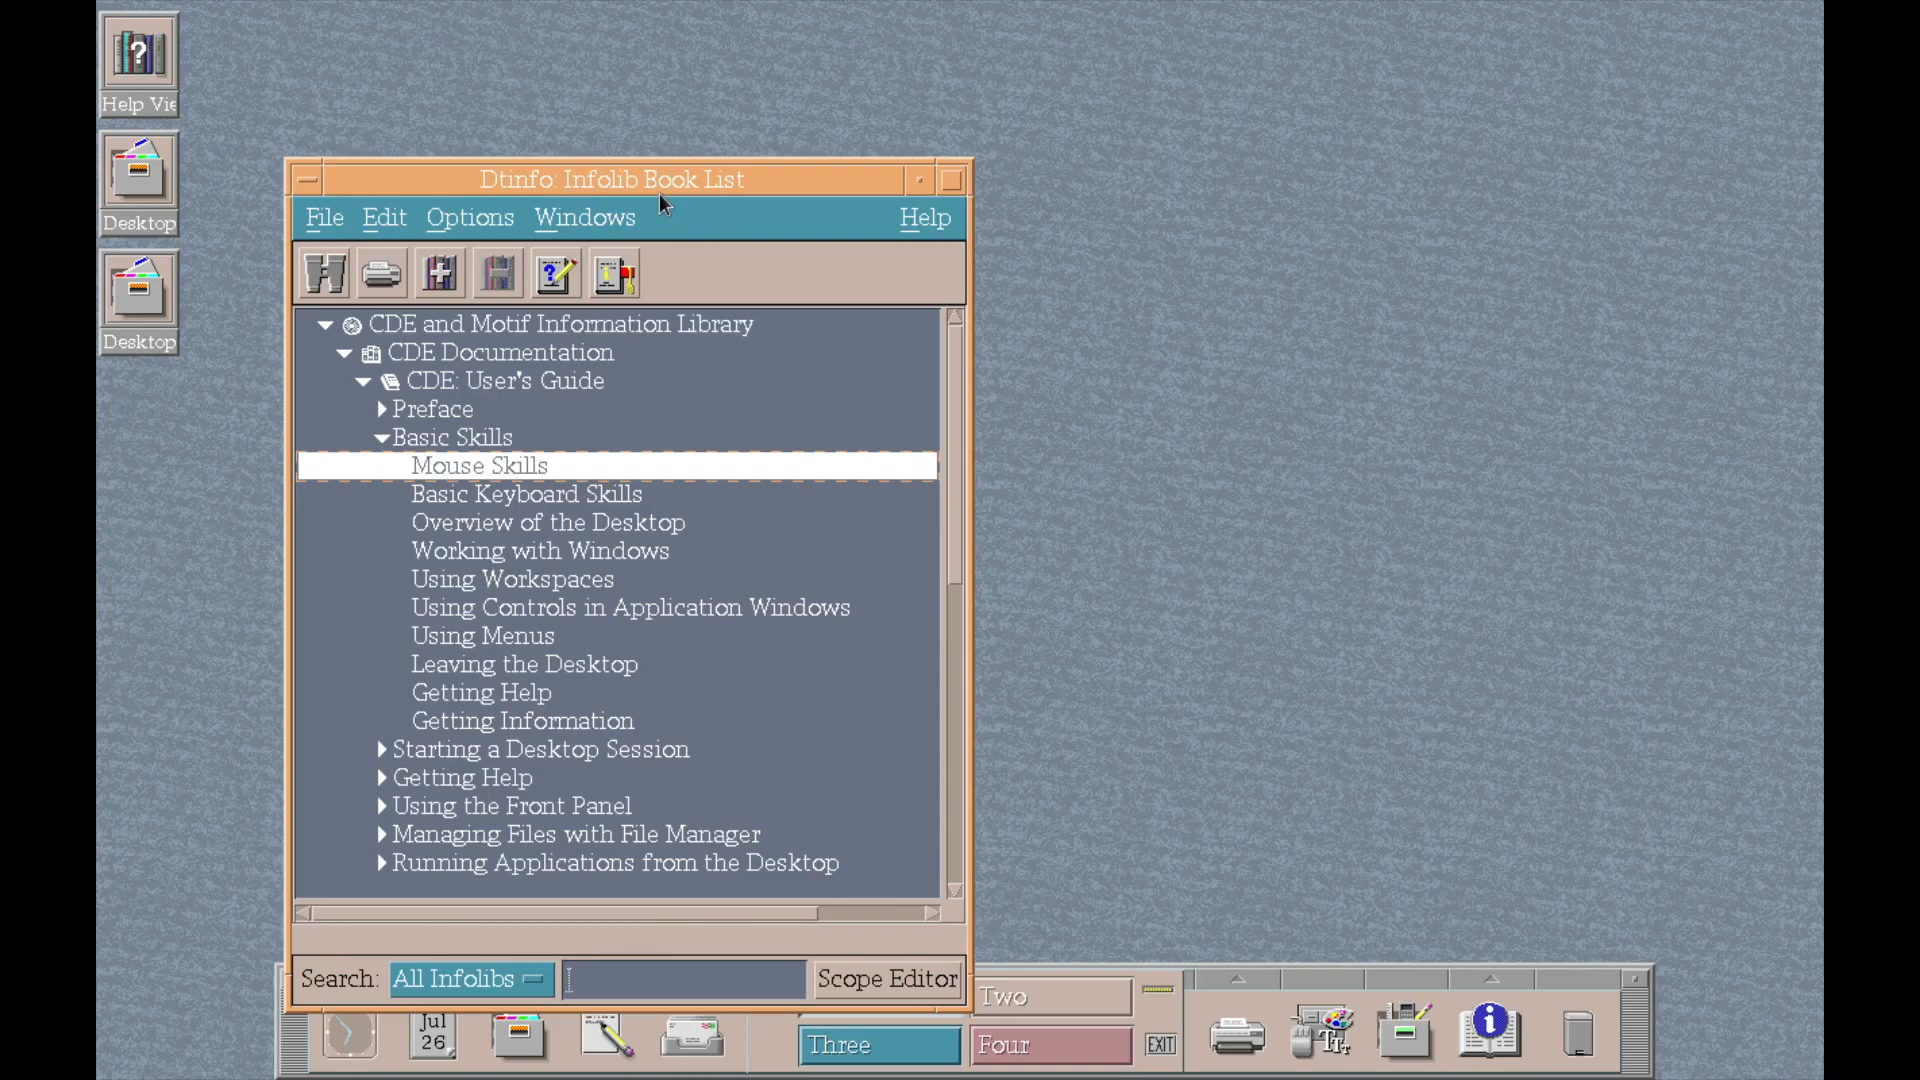 Help Vie
Desktop
Desktop
Dtinfo: Infolib Book List
File Edit Options Windows Help
CDE and Motif Information Library
CDE Documentation
CDE: User's Guide
Preface
Basic Skills
Mouse Skills
Basic Keyboard Skills
Overview of the Desktop
Working with Windows
Using Workspaces
Using Controls in Application Windows
Using Menus
Leaving the Desktop
Getting Help
Getting Information
Starting a Desktop Session
Getting Help
Using the Front Panel
Managing Files with File Manager
Running Applications from the Desktop
Search: All Infolibs Scope Editor
Two
Jul
26
Three Four EXIT